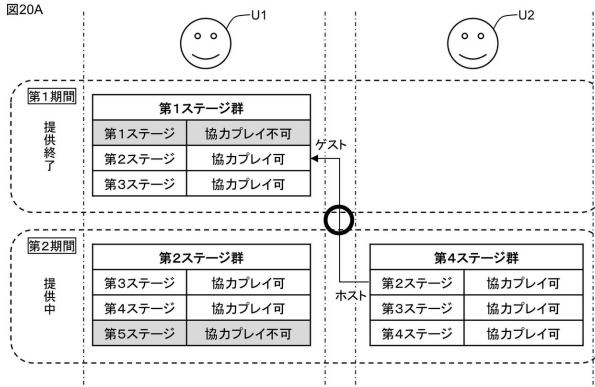 図20A
U1
U2
第1期間
提供終了
第1ステージ群
第1ステージ 協力プレイ不可
第2ステージ 協力プレイ可
第3ステージ 協力プレイ可
ゲスト
第2期間
提供中
第2ステージ群
第3ステージ 協力プレイ可
第4ステージ 協力プレイ可
第5ステージ 協力プレイ不可
ホスト
第4ステージ群
第2ステージ 協力プレイ可
第3ステージ 協力プレイ可
第4ステージ 協力プレイ可